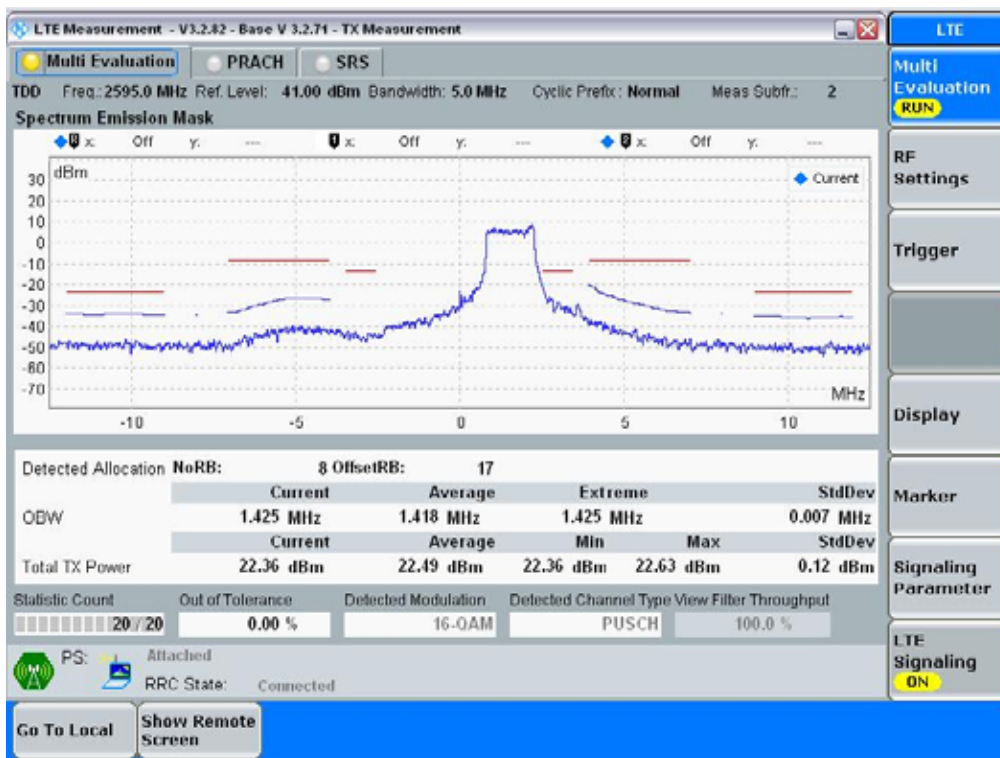 LTE Measurement - V3.2.82 - Base V 3.2.71 - TX Measurement
LTE
Multi Evaluation PRACH SRS
Multi
Evaluation
RUN
TDD Freq.: 2595.0 MHz Ref. Level: 41.00 dBm Bandwidth: 5.0 MHz Cyclic Prefix : Normal Meas Subfr.: 2
Spectrum Emission Mask
0 x: Off y: --- 1 x: Off y: --- 2 x: Off y: ---
dBm
Current
30
20
10
0
-10
-20
-30
-40
-50
-60
-70
MHz
-10 -5 0 5 10
RF
Settings
Trigger
Display
Detected Allocation NoRB: 8 OffsetRB: 17
Current Average Extreme StdDev
OBW 1.425 MHz 1.418 MHz 1.425 MHz 0.007 MHz
Current Average Min Max StdDev
Total TX Power 22.36 dBm 22.49 dBm 22.36 dBm 22.63 dBm 0.12 dBm
Marker
Signaling
Parameter
Statistic Count Out of Tolerance Detected Modulation Detected Channel Type View Filter Throughput
20 / 20 0.00 % 16-QAM PUSCH 100.0 %
LTE
Signaling
ON
PS: Attached
RRC State: Connected
Go To Local
Show Remote
Screen